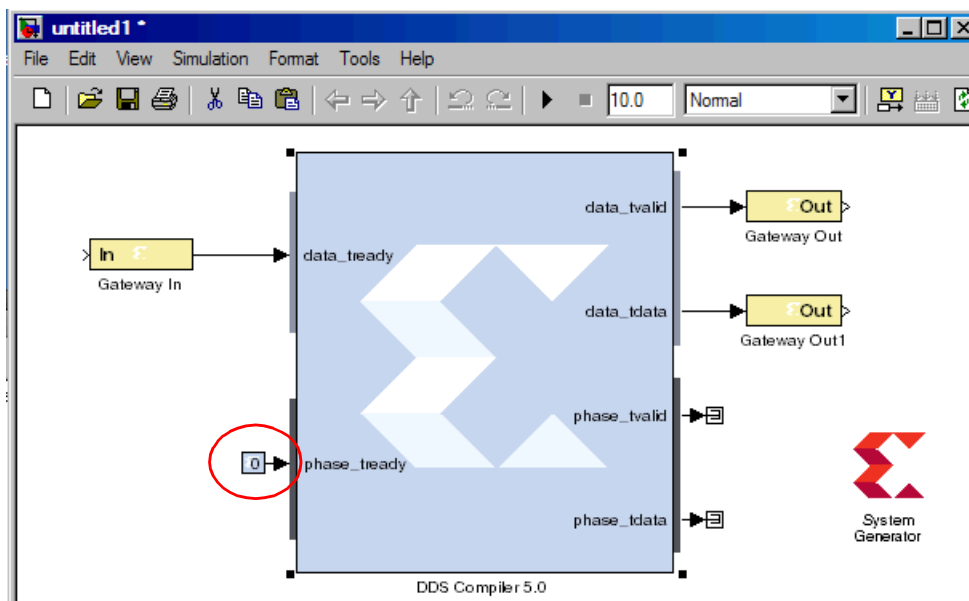 untitled1 *
File Edit View Simulation Format Tools Help
10.0 Normal
data_tvalid Out
Gateway Out
In data_tready
Gateway In
data_tdata Out
Gateway Out1
phase_tvalid
0 phase_tready
phase_tdata
System
Generator
DDS Compiler 5.0